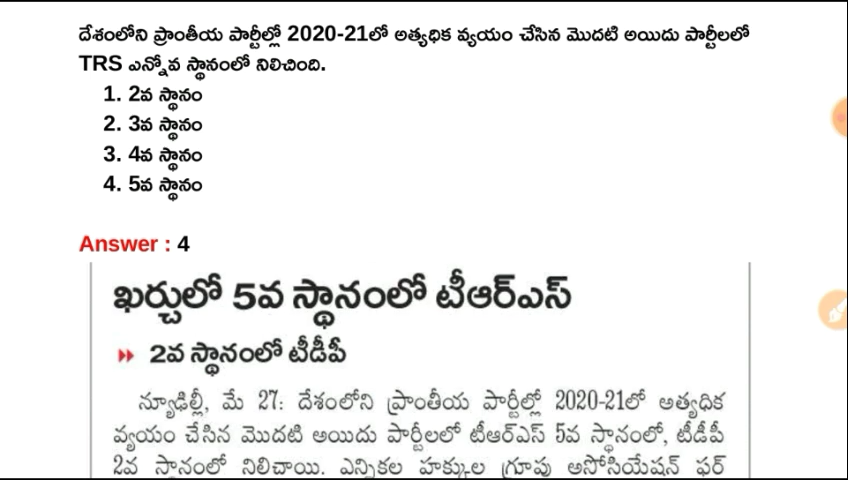 దేశంలోని ప్రాంతీయ పార్టీల్లో 2020-21లో అత్యధిక వ్యయం చేసిన మొదటి అయిదు పార్టీలలో
TRS ఎన్నోవ స్థానంలో నిలిచింది.
1. 2వ స్థానం
2. 3వ స్థానం
3. 4వ స్థానం
4. 5వ స్థానం
Answer : 4
ఖర్చులో 5వ స్థానంలో టీఆర్ఎస్
2వ స్థానంలో టీడీపీ
న్యూఢిల్లీ, మే 27: దేశంలోని ప్రాంతీయ పార్టీల్లో 2020-21లో అత్యధిక
వ్యయం చేసిన మొదటి అయిదు పార్టీలలో టీఆర్ఎస్ 5వ స్థానంలో, టీడీపీ
2వ స్థానంలో నిలిచాయి. ఎన్నికల హక్కుల గ్రూపు అసోసియేషన్ ఫర్